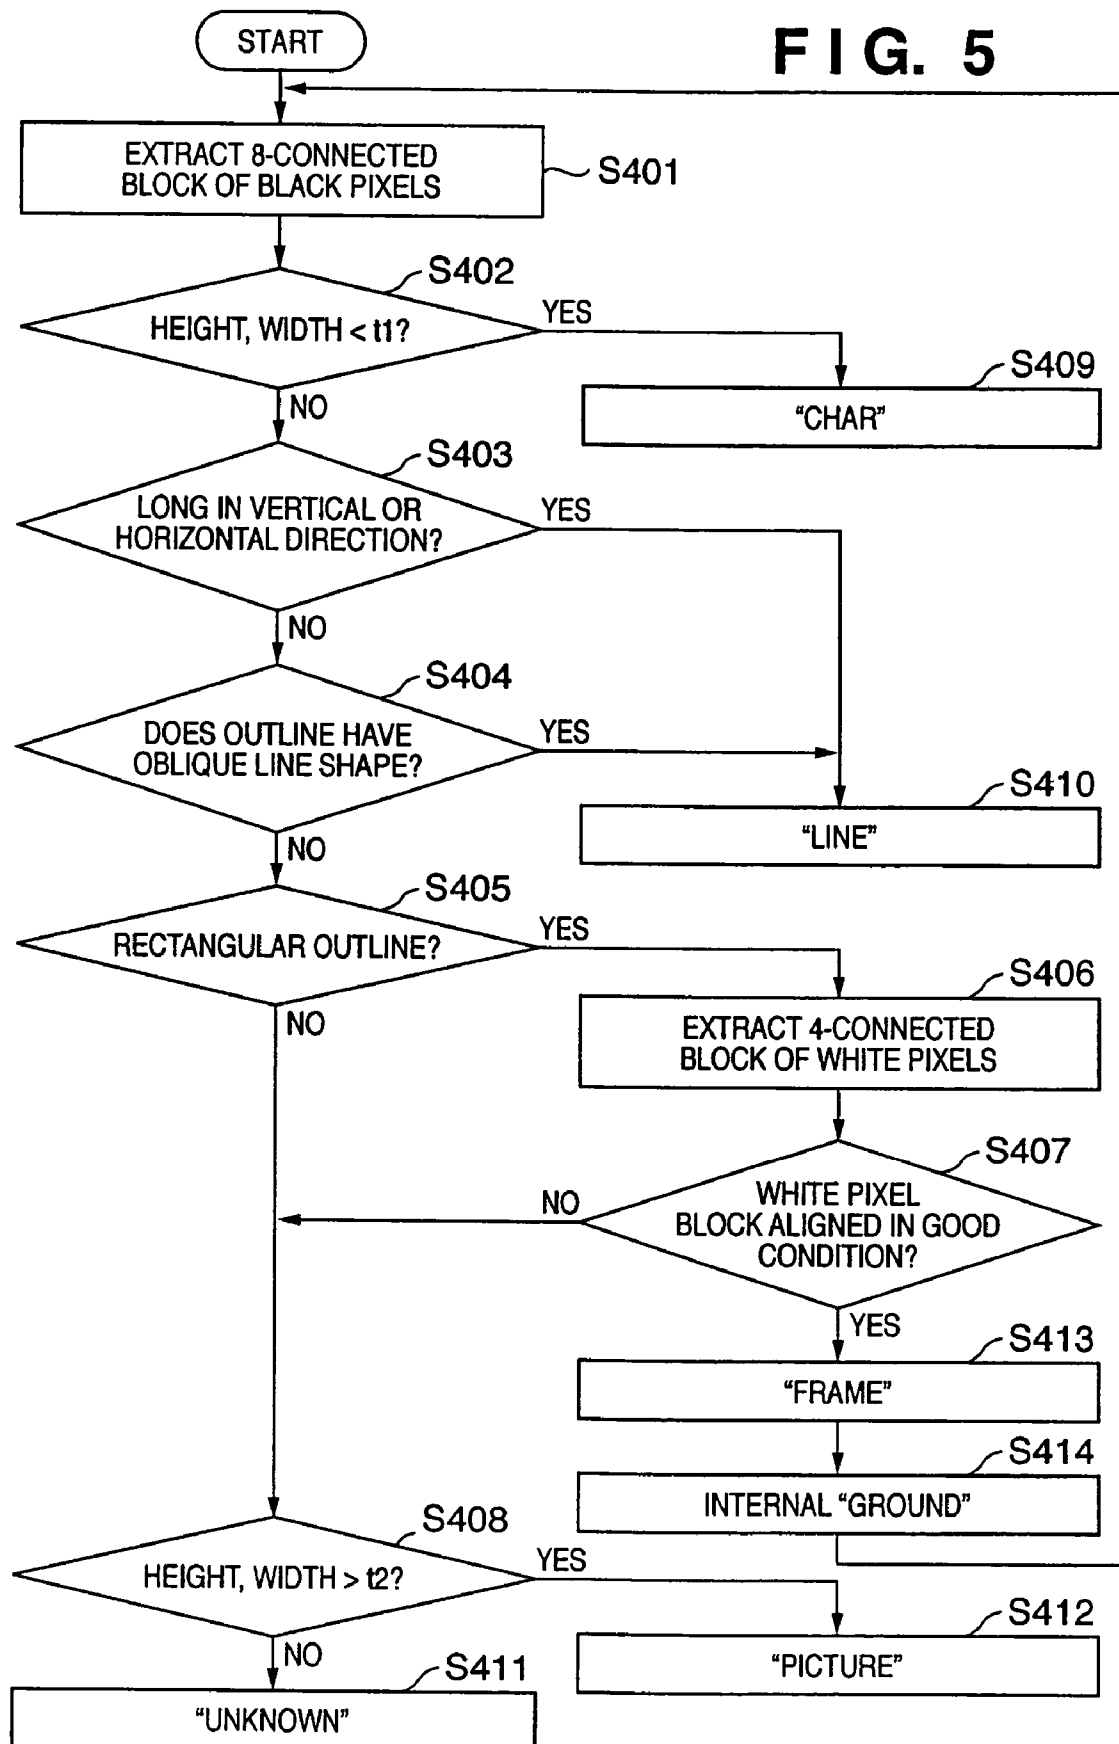 FIG. 5
START
EXTRACT 8-CONNECTED
BLOCK OF BLACK PIXELS
S401
S402
HEIGHT, WIDTH < t1?
YES
NO
S409
“CHAR”
S403
LONG IN VERTICAL OR
HORIZONTAL DIRECTION?
YES
NO
S404
DOES OUTLINE HAVE
OBLIQUE LINE SHAPE?
YES
NO
S410
“LINE”
S405
RECTANGULAR OUTLINE?
YES
NO
S406
EXTRACT 4-CONNECTED
BLOCK OF WHITE PIXELS
S407
WHITE PIXEL
BLOCK ALIGNED IN GOOD
CONDITION?
NO
YES
S413
“FRAME”
S414
INTERNAL “GROUND”
S408
HEIGHT, WIDTH > t2?
YES
NO
S412
“PICTURE”
S411
“UNKNOWN”